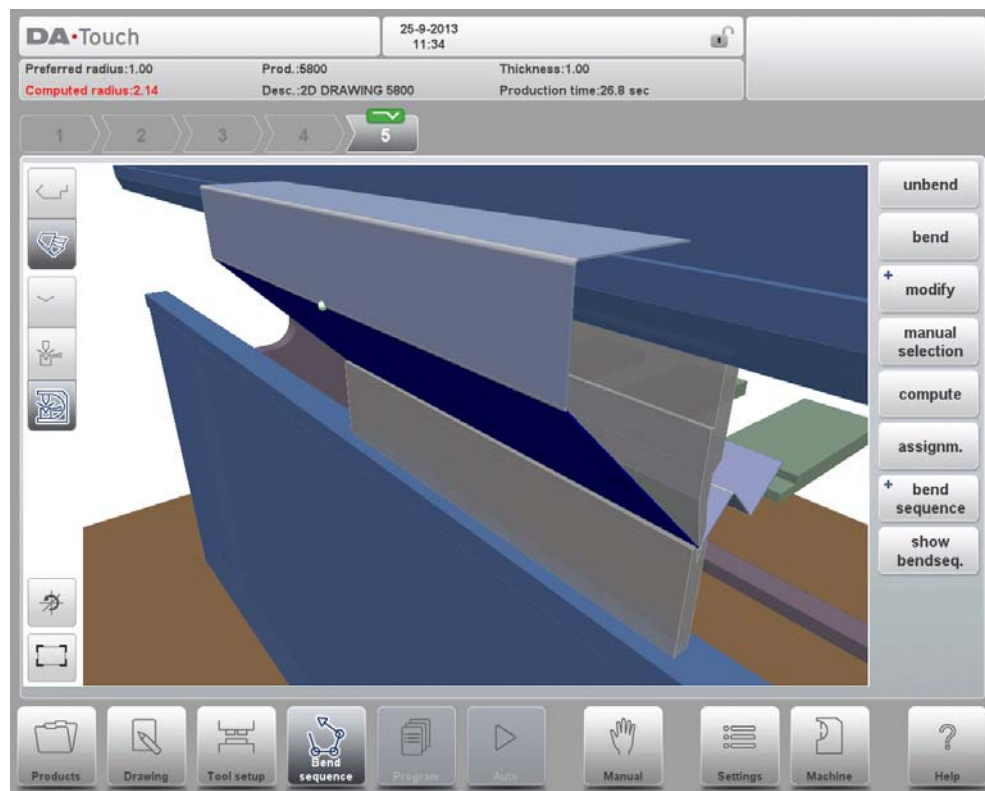 DA•Touch
25-9-2013
11:34
Preferred radius:1.00 Prod.:5800 Thickness:1.00
Computed radius:2.14 Desc.:2D DRAWING 5800 Production time:26.8 sec
1 2 3 4 5
unbend
bend
+ modify
manual
selection
compute
assignm.
+ bend
sequence
show
bendseq.
Products Drawing Tool setup Bend
sequence Program Auto Manual Settings Machine ? Help